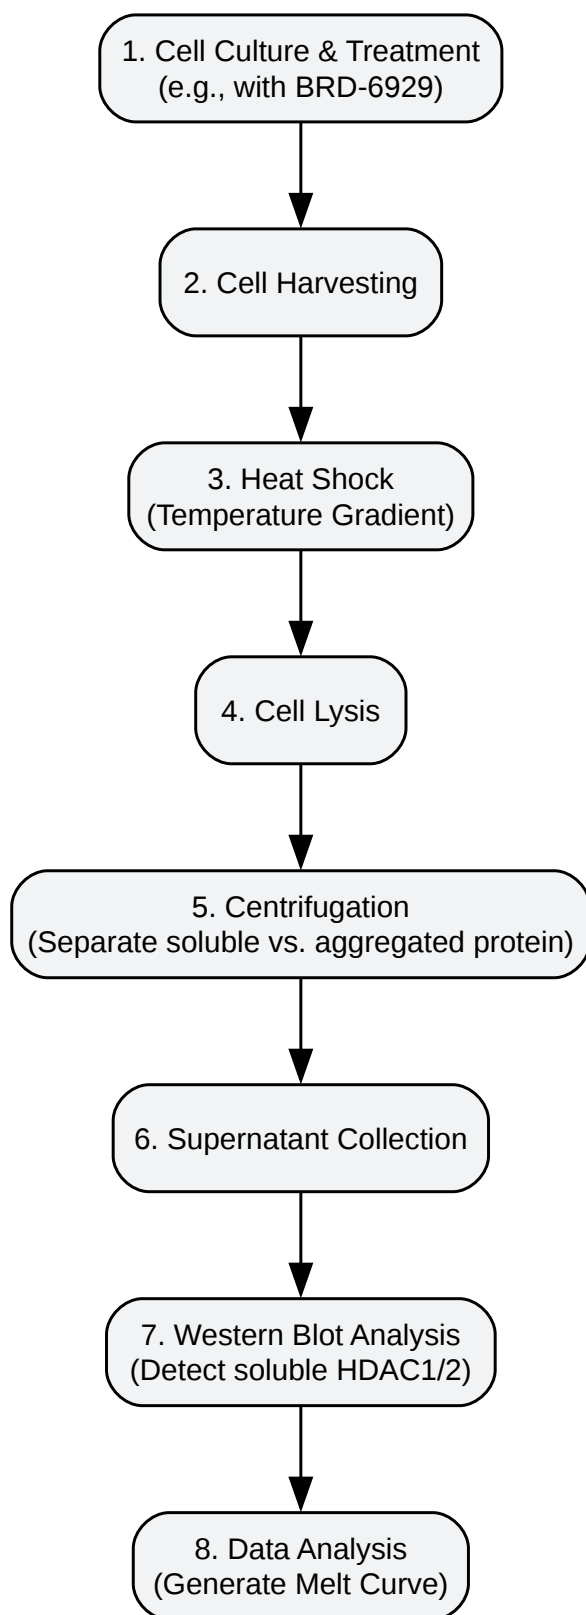 1. Cell Culture & Treatment
(e.g., with BRD-6929)
2. Cell Harvesting
3. Heat Shock
(Temperature Gradient)
4. Cell Lysis
5. Centrifugation
(Separate soluble vs. aggregated protein)
6. Supernatant Collection
7. Western Blot Analysis
(Detect soluble HDAC1/2)
8. Data Analysis
(Generate Melt Curve)